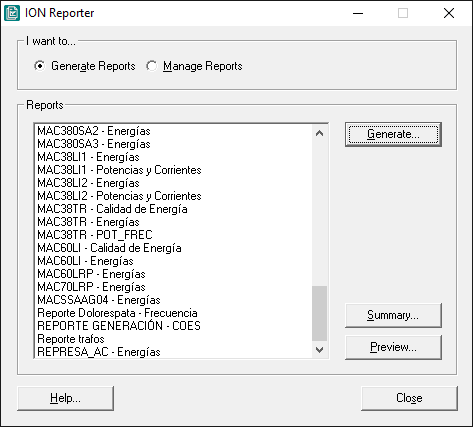 ION Reporter
I want to...
Generate Reports
Manage Reports
Reports
MAC380SA2 - Energías
MAC380SA3 - Energías
MAC38LI1 - Energías
MAC38LI1 - Potencias y Corrientes
MAC38LI2 - Energías
MAC38LI2 - Potencias y Corrientes
MAC38TR - Calidad de Energía
MAC38TR - Energías
MAC38TR - POT_FREC
MAC60LI - Calidad de Energía
MAC60LI - Energías
MAC60LRP - Energías
MAC70LRP - Energías
MACSSAAG04 - Energías
Reporte Dolorespata - Frecuencia
REPORTE GENERACIÓN - COES
Reporte trafos
REPRESA_AC - Energías
Generate...
Summary...
Preview...
Help...
Close